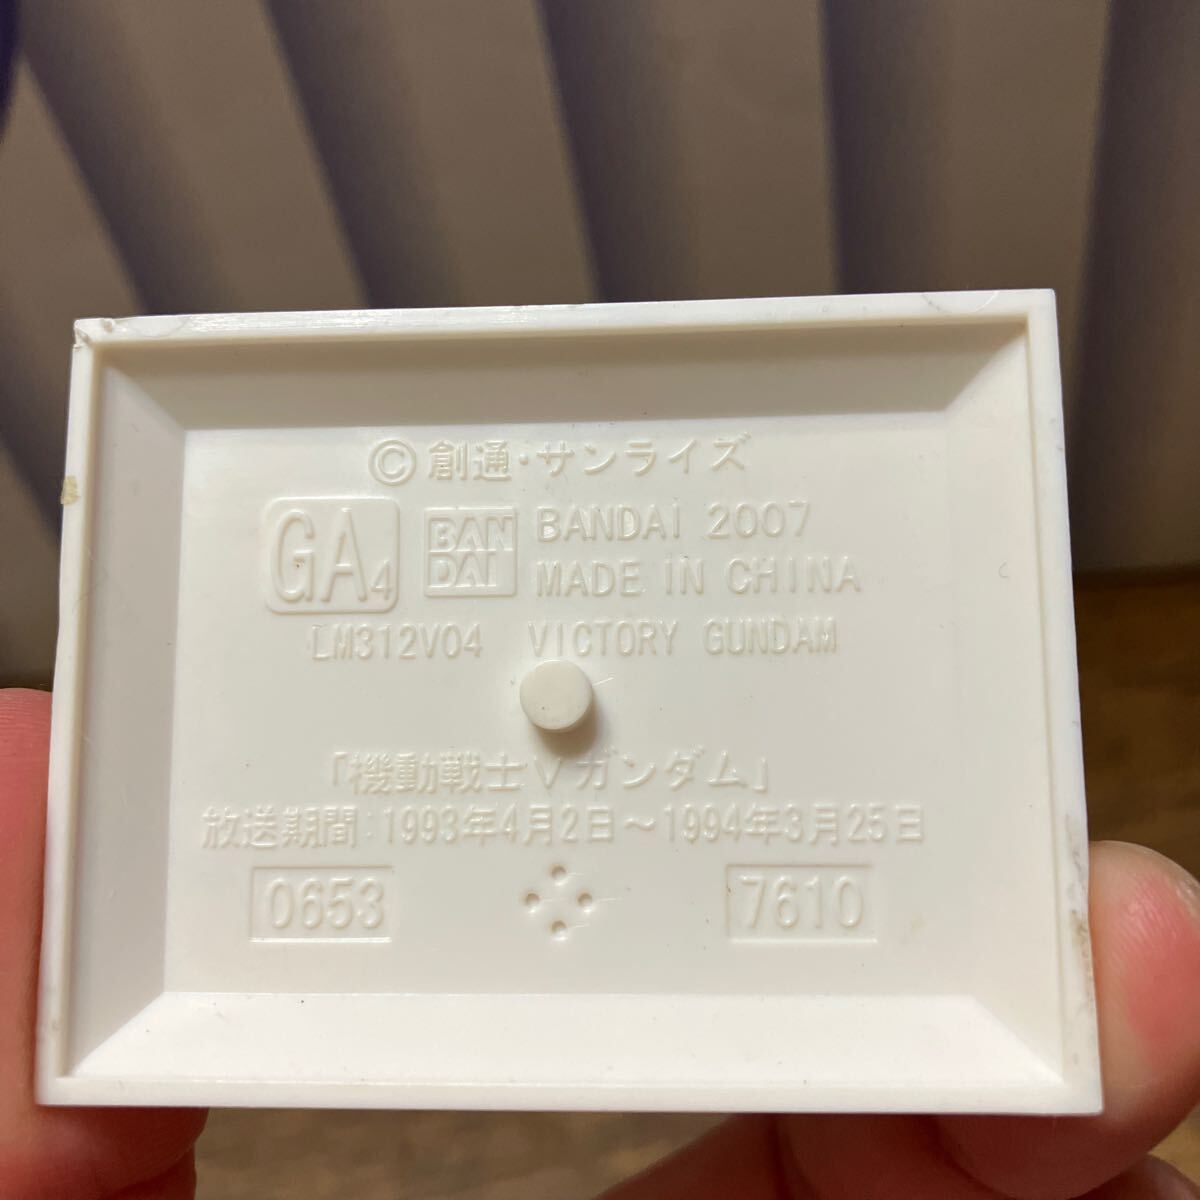 ©創通・サンライズ
GA4 BAN DAI BANDAI 2007
MADE IN CHINA
LM312V04 VICTORY GUNDAM
「機動戦士Vガンダム」
放送期間:1993年4月2日~1994年3月25日
0653 7610